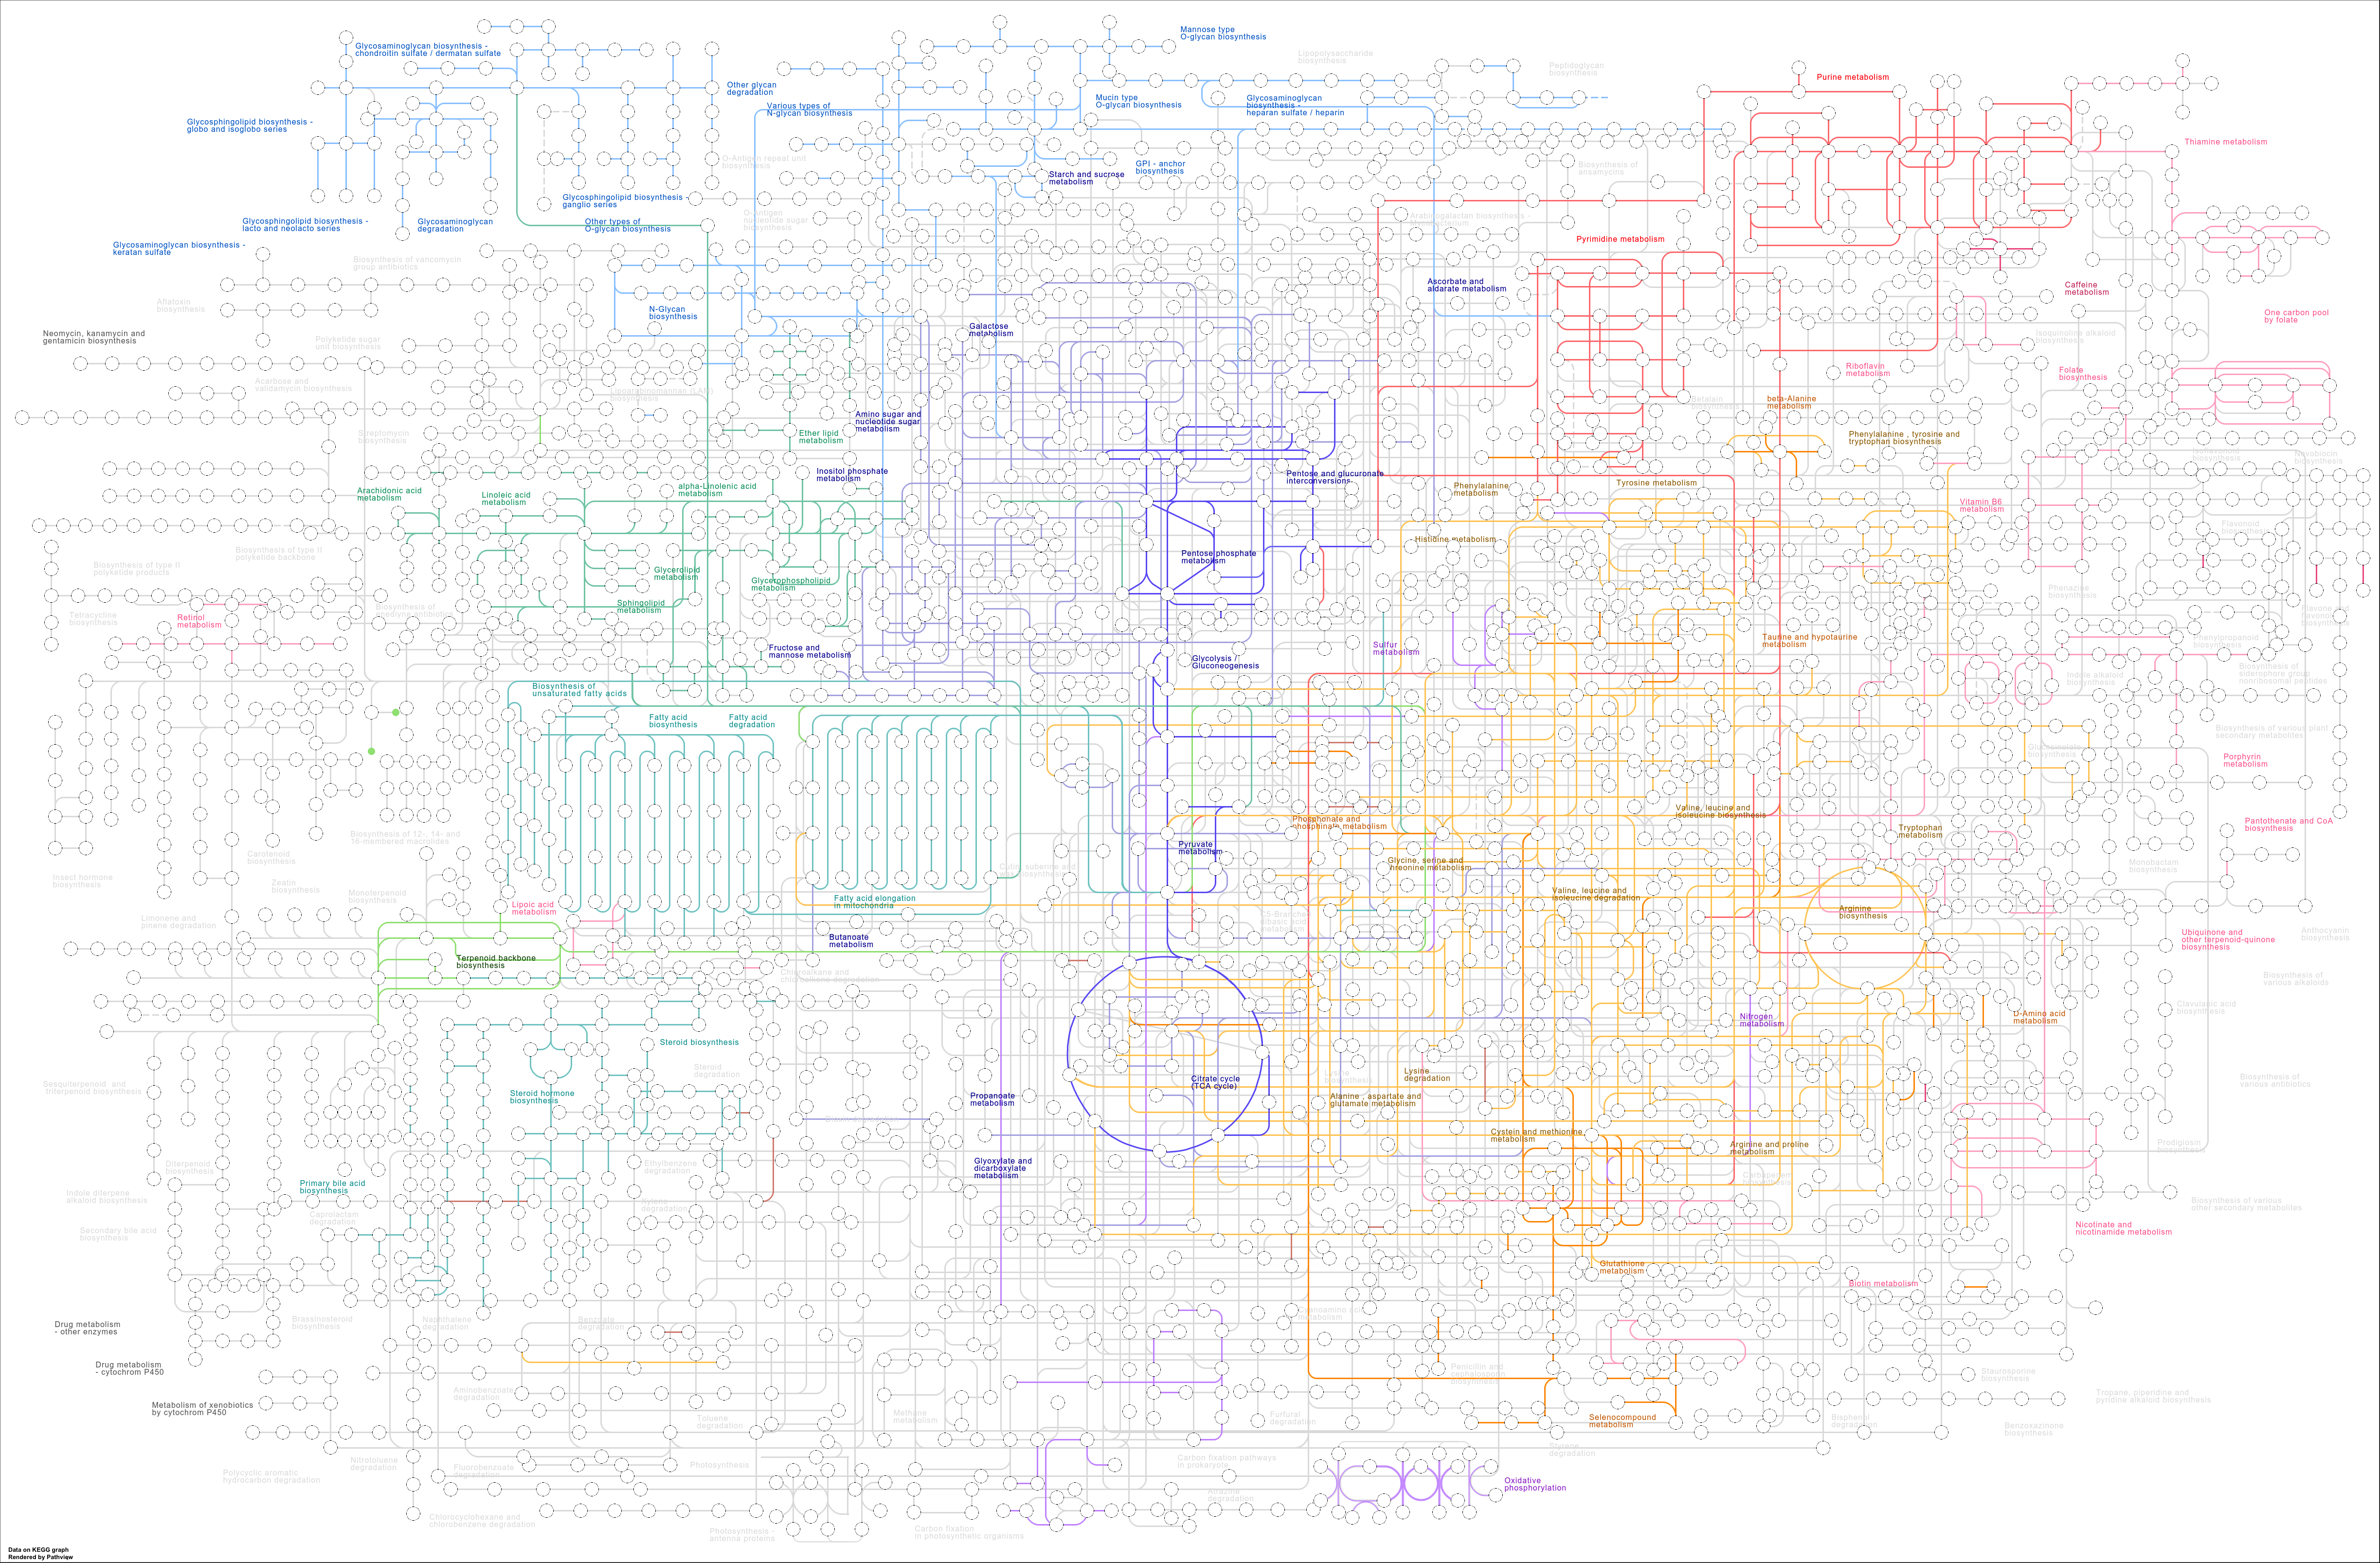 Glycosaminoglycan biosynthesis -
chondroitin sulfate / dermatan sulfate
Mannose type
O-glycan biosynthesis
Lipopolysaccharide
biosynthesis
Peptidoglycan
biosynthesis
Purine metabolism
Other glycan
degradation
Various types of
N-glycan biosynthesis
Mucin type
O-glycan biosynthesis
Glycosaminoglycan
biosynthesis -
heparan sulfate / heparin
Glycosphingolipid biosynthesis -
globo and isoglobo series
Thiamine metabolism
O-Antigen repeat unit
biosynthesis
GPI - anchor
biosynthesis
Starch and sucrose
metabolism
Biosynthesis of
ansamycins
Glycosphingolipid biosynthesis -
ganglio series
Glycosphingolipid biosynthesis -
lacto and neolacto series
Glycosaminoglycan
degradation
Other types of
O-glycan biosynthesis
O-Antigen
nucleotide sugar
biosynthesis
Arabinogalactan biosynthesis -
Glycosaminoglycan biosynthesis -
keratan sulfate
Pyrimidine metabolism
Biosynthesis of vancomycin
group antibiotics
Ascorbate and
aldarate metabolism
Caffeine
metabolism
Aflatoxin
biosynthesis
N-Glycan
biosynthesis
One carbon pool
by folate
Neomycin, kanamycin and
gentamicin biosynthesis
Polyketide sugar
unit biosynthesis
Galactose
metabolism
Isoquinoline alkaloid
biosynthesis
Riboflavin
metabolism
Folate
biosynthesis
Acarbose and
validamycin biosynthesis
biosynthesis
Betalain
biosynthesis
beta-Alanine
metabolism
Amino sugar and
nucleotide sugar
metabolism
Streptomycin
biosynthesis
Ether lipid
metabolism
Phenylalanine , tyrosine and
tryptophan biosynthesis
Novobiocin
biosynthesis
Inositol phosphate
metabolism
Pentose and glucuronate
interconversions
Arachidonic acid
metabolism
Linoleic acid
metabolism
alpha-Linolenic acid
metabolism
Phenylalanine
metabolism
Tyrosine metabolism
Vitamin B6
metabolism
Flavonoid
biosynthesis
Histidine metabolism
Biosynthesis of type II
polyketide backbone
Biosynthesis of type II
polyketide products
Pentose phosphate
metabolism
Glycerolipid
metabolism
Glycerophospholipid
metabolism
Phenazine
biosynthesis
Tetracycline
biosynthesis
Retinol
metabolism
Biosynthesis of
enediyne antibiotics
Sphingolipid
metabolism
Flavone and
flavonol
biosynthesis
Fructose and
mannose metabolism
Sulfur
metabolism
Taurine and hypotaurine
metabolism
Phenylpropanoid
biosynthesis
Glycolysis /
Gluconeogenesis
Indole alkaloid
biosynthesis
Biosynthesis of
siderophore group
nonribosomal peptides
Biosynthesis of
unsaturated fatty acids
Fatty acid
biosynthesis
Fatty acid
degradation
Biosynthesis of various plant
secondary metabolites
Glucosinolate
biosynthesis
Porphyrin
metabolism
Valine, leucine and
isoleucine biosynthesis
Phosphonate and
phosphinate metabolism
Tryptophan
metabolism
Pantothenate and CoA
biosynthesis
Biosynthesis of 12-, 14- and
16-membered macrolides
Pyruvate
metabolism
Carotenoid
biosynthesis
Glycine, serine and
threonine metabolism
Monobactam
biosynthesis
Cutin, suberine and
wax biosynthesis
Insect hormone
biosynthesis
Zeatin
biosynthesis
Monoterpenoid
biosynthesis
Valine, leucine and
isoleucine degradation
Fatty acid elongation
in mitochondria
Lipoic acid
metabolism
Arginine
biosynthesis
Limonene and
pinene degradation
C5-Branched
dibasic acid
metabolism
Butanoate
metabolism
Ubiquinone and
other terpenoid-quinone
biosynthesis
Anthocyanin
biosynthesis
Terpenoid backbone
biosynthesis
Chloroalkane and
chloroalkene degradation
Biosynthesis of
various alkaloids
Clavulanic acid
biosynthesis
Nitrogen
metabolism
D-Amino acid
metabolism
Steroid biosynthesis
Steroid
degradation
Lysine
biosynthesis
Lysine
degradation
Citrate cycle
(TCA cycle)
Biosynthesis of
various antibiotics
Sesquiterpenoid and
triterpenoid biosynthesis
Steroid hormone
biosynthesis
Propanoate
metabolism
Alanine , aspartate and
glutamate metabolism
Cystein and methionine
metabolism
Arginine and proline
metabolism
Prodigiosin
biosynthesis
Glyoxylate and
dicarboxylate
metabolism
Ethylbenzene
degradation
Diterpenoid
biosynthesis
Carbapenem
biosynthesis
Primary bile acid
biosynthesis
Indole diterpene
alkaloid biosynthesis
Xylene
degradation
Biosynthesis of various
other secondary metabolites
Caprolactam
degradation
Secondary bile acid
biosynthesis
Nicotinate and
nicotinamide metabolism
Glutathione
metabolism
Biotin metabolism
Cyanoamino acid
metabolism
Brassinosteroid
biosynthesis
Naphthalene
degradation
Benzoate
degradation
Drug metabolism
- other enzymes
Drug metabolism
- cytochrom P450
Penicillin and
cephalosporin
biosynthesis
Staurosporine
biosynthesis
Aminobenzoate
degradation
Tropane, piperidine and
pyridine alkaloid biosynthesis
Metabolism of xenobiotics
by cytochrom P450
Methane
metabolism
Toluene
degradation
Furfural
degradation
Selenocompound
metabolism
Bisphenol
degradation
Benzoxazinone
biosynthesis
Styrene
degradation
Nitrotoluene
degradation
Fluorobenzoate
degradation
Photosynthesis
Carbon fixation pathways
in prokaryote
Polycyclic aromatic
hydrocarbon degradation
Oxidative
phosphorylation
Atrazine
degradation
Chlorocyclohexane and
chlorobenzene degradation
Photosynthesis -
antenna proteins
Carbon fixation
in photosynthetic organisms
Data on KEGG graph
Rendered by Pathview